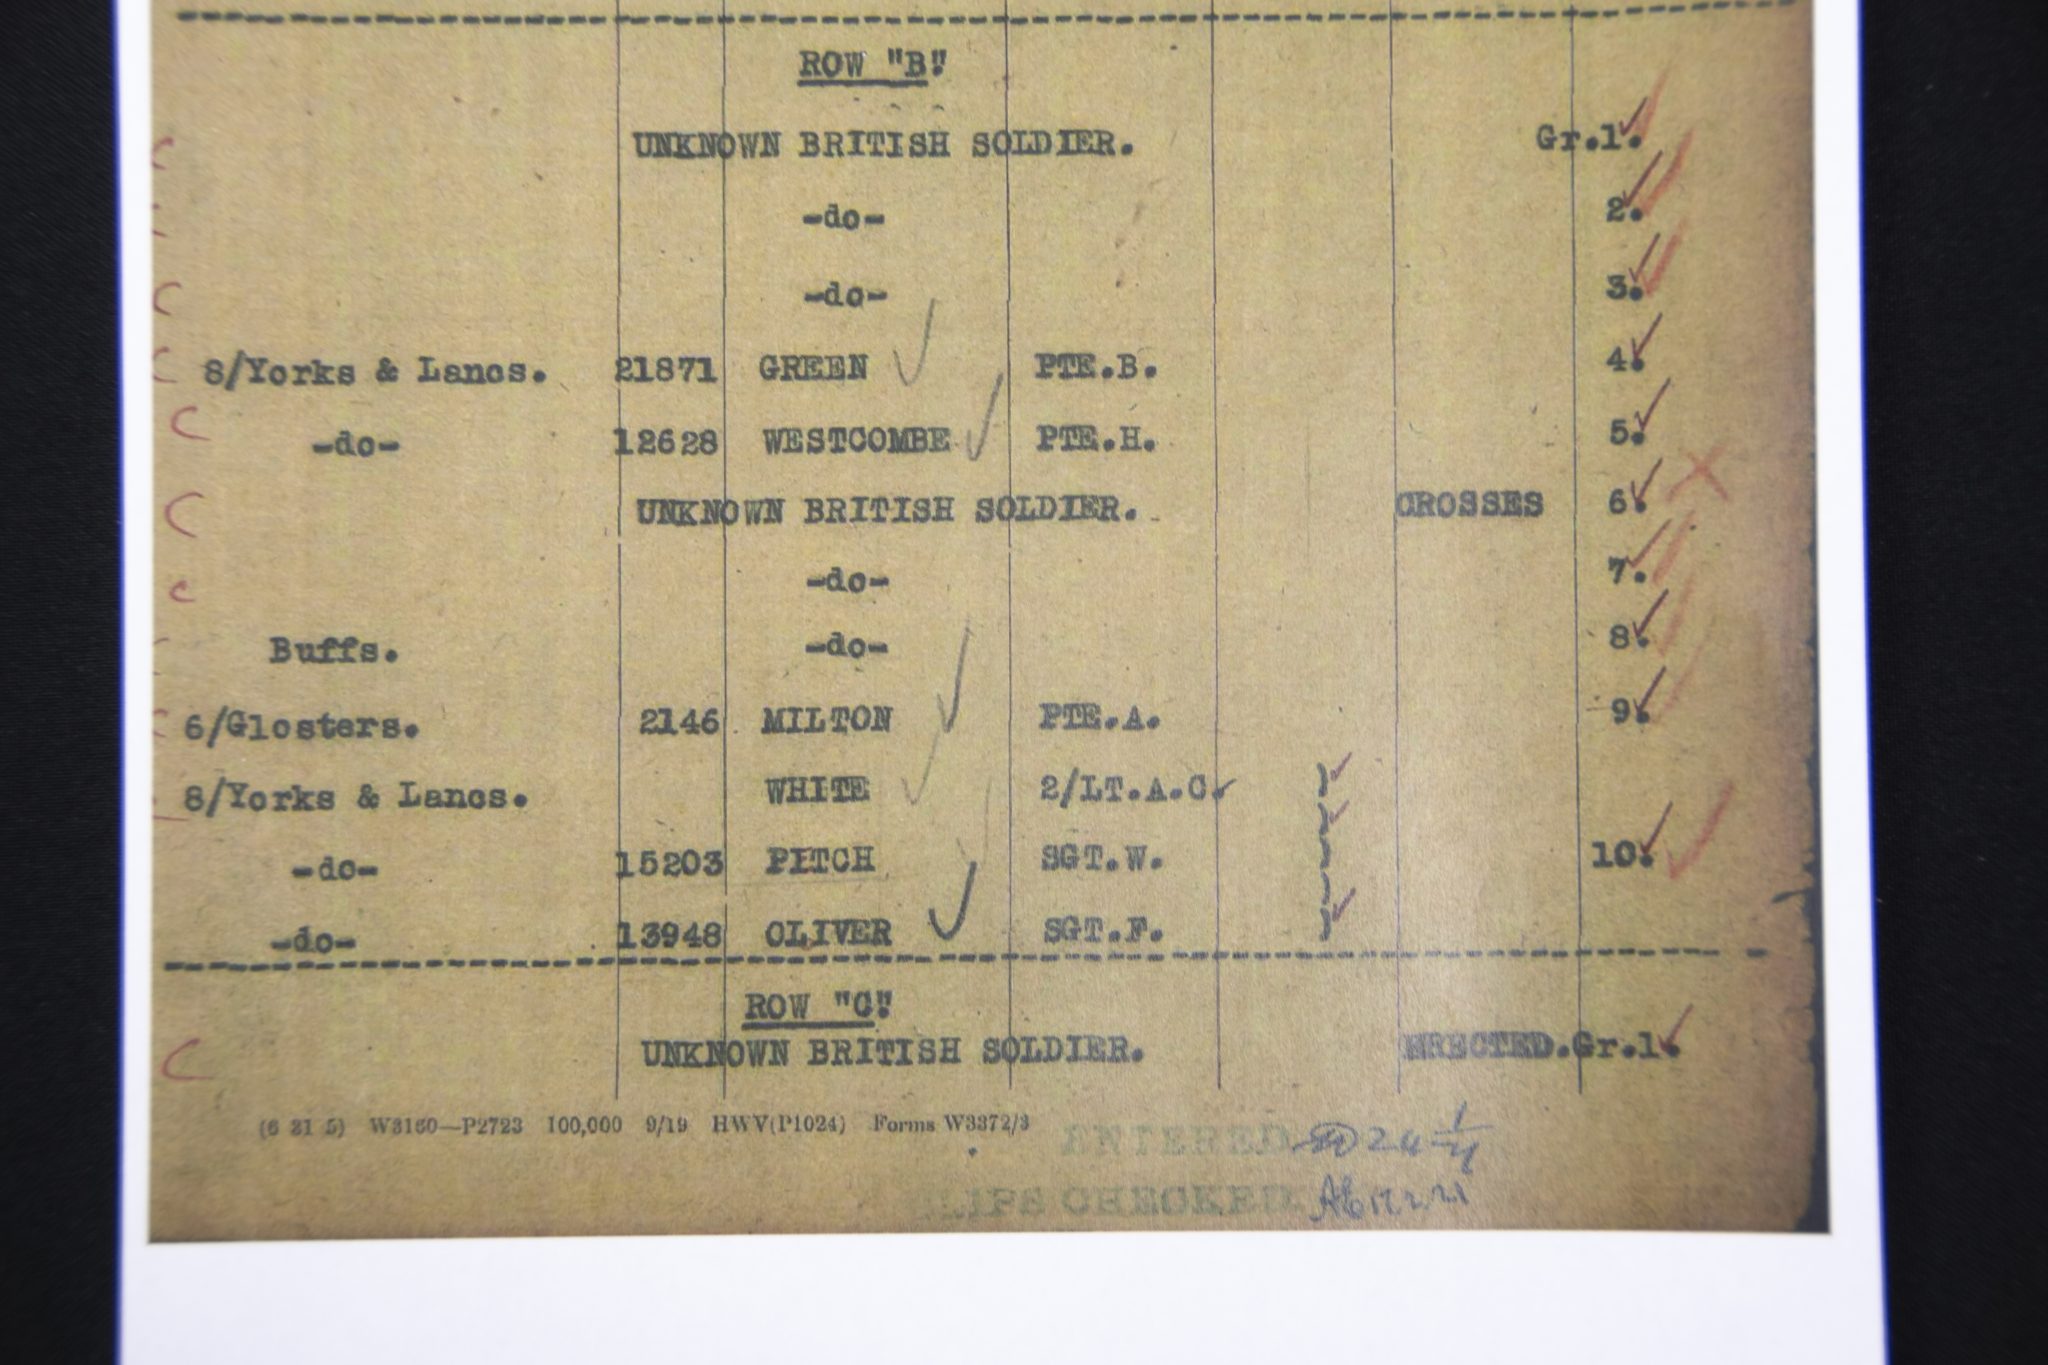 ROW "B".
UNKNOWN BRITISH SOLDIER. Gr.1.
-do- 2.
-do- 3.
8/Yorks & Lancs. 21871 GREEN PTE.B. 4.
-do- 12628 WESTCOMBE PTE.H. 5.
UNKNOWN BRITISH SOLDIER. CROSSES 6.
-do- 7.
Buffs. -do- 8.
6/Glosters. 2146 MILTON PTE.A. 9.
8/Yorks & Lancs. WHITE 2/LT.A.C.
-do- 15203 PITCH SGT.W. 10.
-do- 13948 OLIVER SGT.F.
ROW "C".
UNKNOWN BRITISH SOLDIER. ERECTED. Gr.1.
(6 21 5) W3160—P2723 100,000 9/19 HWV(P1024) Forms W3372/3
ENTERED 24
SLIPS CHECKED